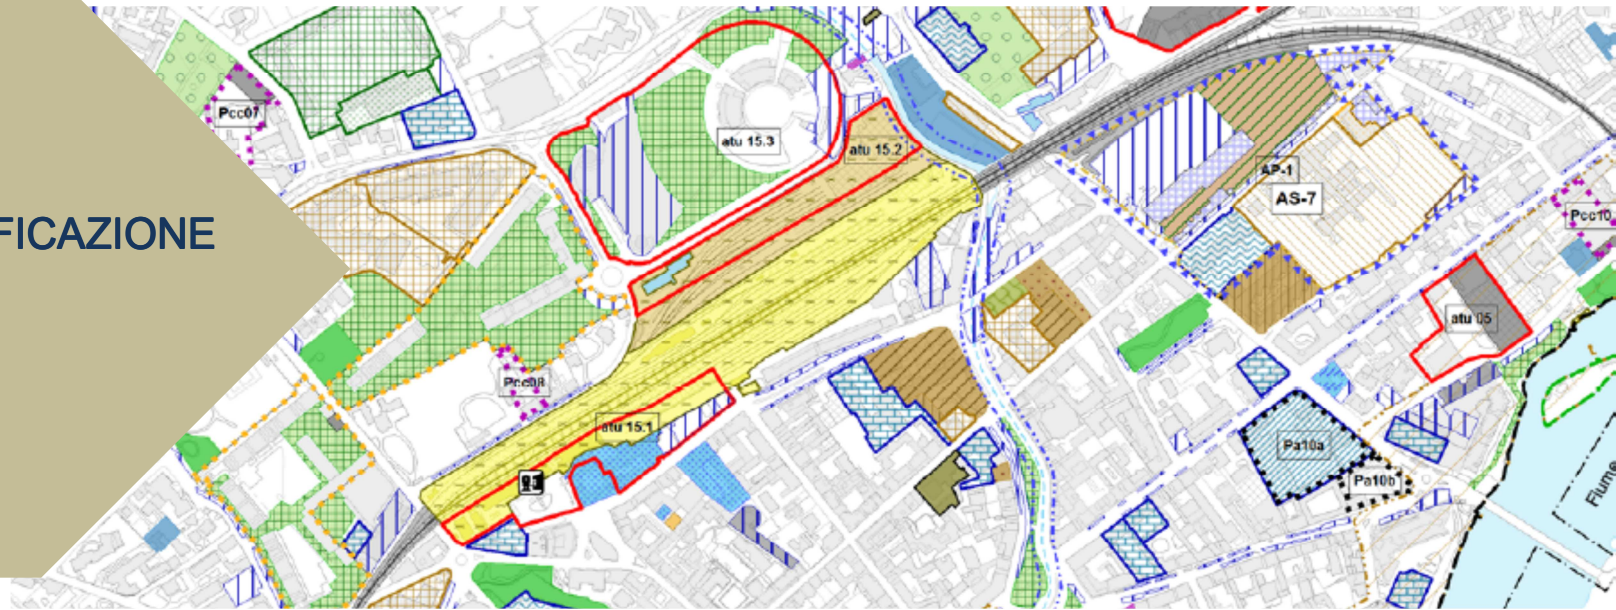 FICAZIONE
Pcc07
atu 15.3
atu 15.2
AP-1
AS-7
Pcc10
atu 05
Pcc08
atu 15.1
Pa10a
Pa10b
Fiume